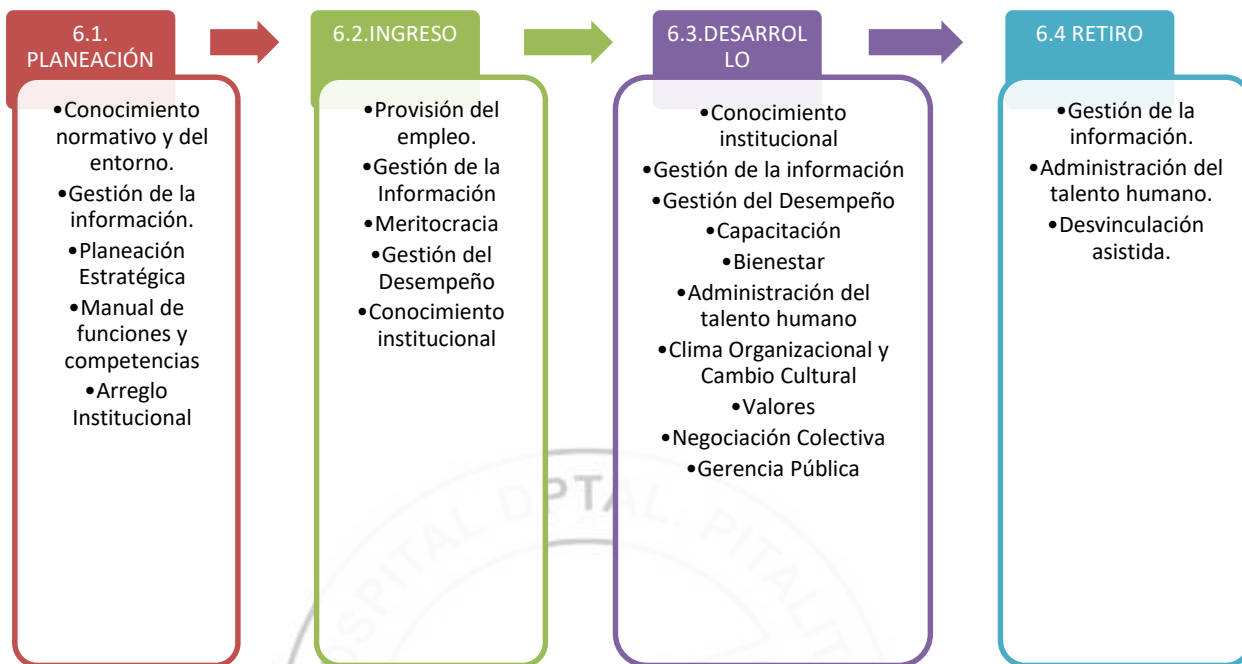 6.1.
PLANEACIÓN
•Conocimiento
normativo y del
entorno.
•Gestión de la
información.
•Planeación
Estratégica
•Manual de
funciones y
competencias
•Arreglo
Institucional
6.2.INGRESO
•Provisión del
empleo.
•Gestión de la
Información
•Meritocracia
•Gestión del
Desempeño
•Conocimiento
institucional
6.3.DESARROL
LO
•Conocimiento
institucional
•Gestión de la información
•Gestión del Desempeño
•Capacitación
•Bienestar
•Administración del
talento humano
•Clima Organizacional y
Cambio Cultural
•Valores
•Negociación Colectiva
•Gerencia Pública
6.4 RETIRO
•Gestión de la
información.
•Administración del
talento humano.
•Desvinculación
asistida.
DPTAL.